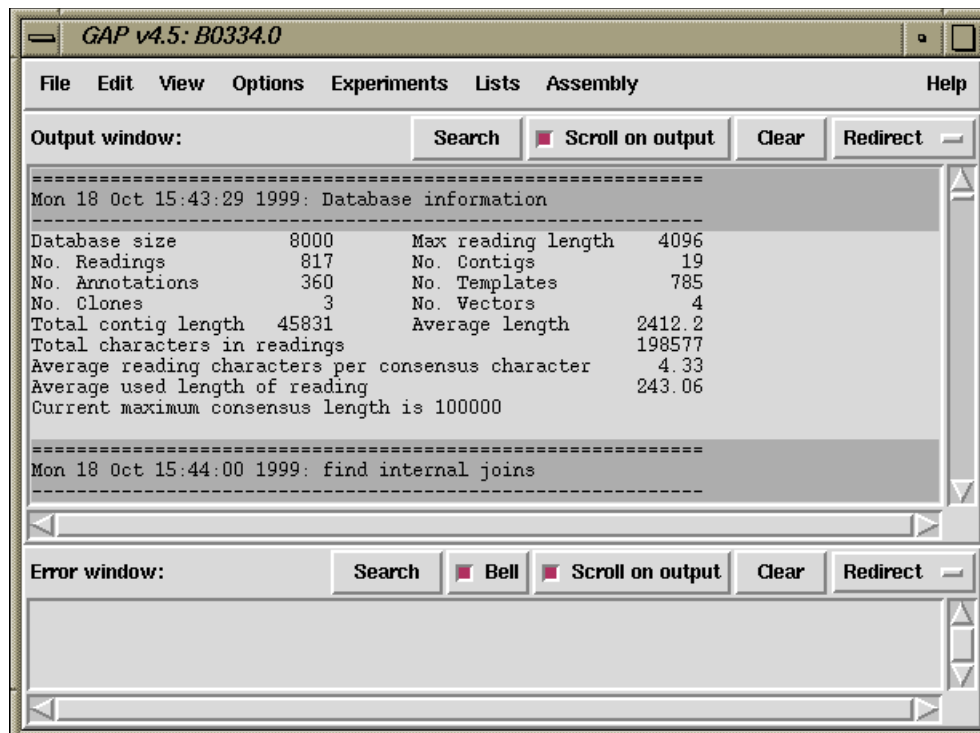 GAP v4.5: B0334.0
File Edit View Options Experiments Lists Assembly Help
Output window: Search Scroll on output Clear Redirect
==============================================================
Mon 18 Oct 15:43:29 1999: Database information
--------------------------------------------------------------
Database size 8000 Max reading length 4096
No. Readings 817 No. Contigs 19
No. Annotations 360 No. Templates 785
No. Clones 3 No. Vectors 4
Total contig length 45831 Average length 2412.2
Total characters in readings 198577
Average reading characters per consensus character 4.33
Average used length of reading 243.06
Current maximum consensus length is 100000
==============================================================
Mon 18 Oct 15:44:00 1999: find internal joins
--------------------------------------------------------------
Error window: Search Bell Scroll on output Clear Redirect